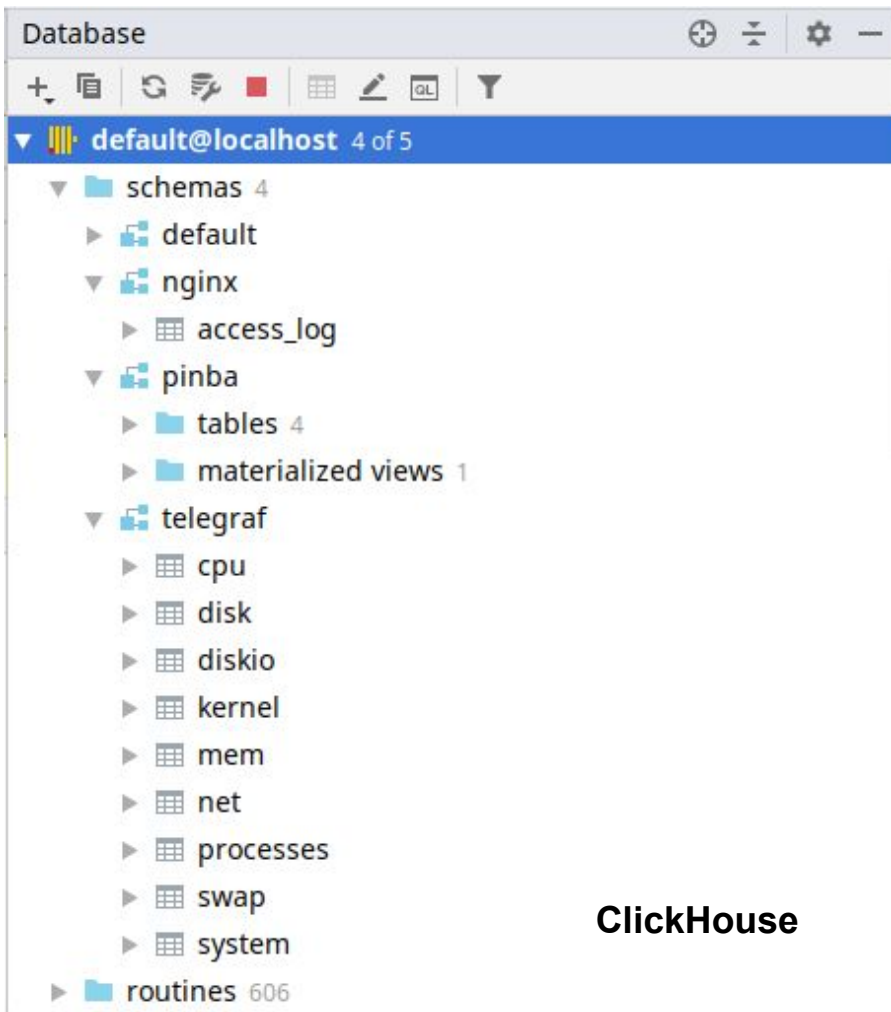 Database
QL
default@localhost 4 of 5
schemas 4
default
nginx
access_log
pinba
tables 4
materialized views 1
telegraf
cpu
disk
diskio
kernel
mem
net
processes
swap
ClickHouse
system
routines 606